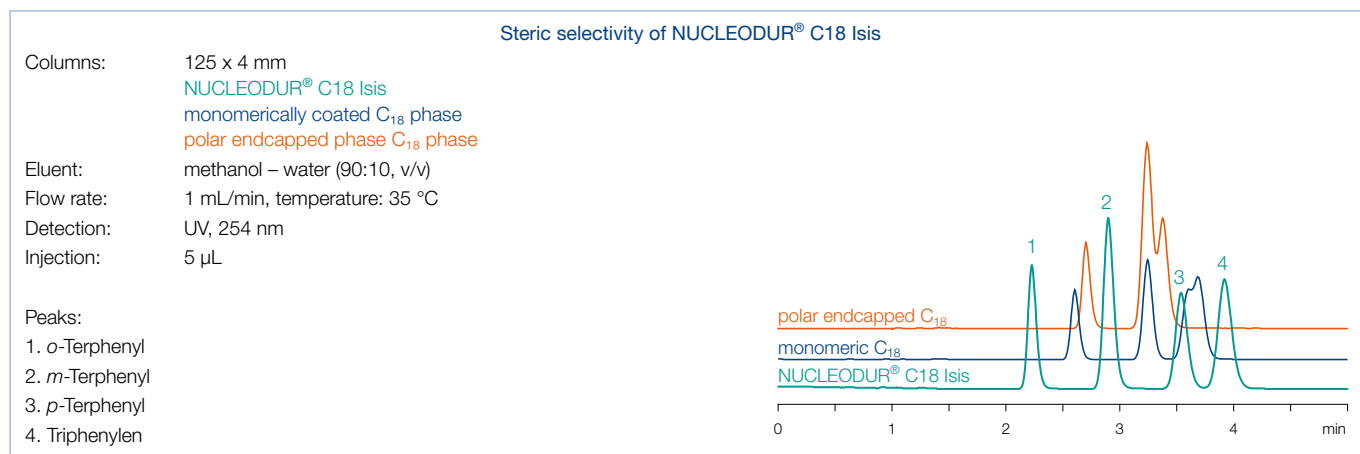 Steric selectivity of NUCLEODUR® C18 Isis
Columns: 125 x 4 mm
NUCLEODUR® C18 Isis
monomerically coated C₁₈ phase
polar endcapped phase C₁₈ phase
Eluent: methanol – water (90:10, v/v)
Flow rate: 1 mL/min, temperature: 35 °C
Detection: UV, 254 nm
Injection: 5 µL
Peaks:
1. o-Terphenyl
2. m-Terphenyl
3. p-Terphenyl
4. Triphenylen
1
2
3
4
polar endcapped C₁₈
monomeric C₁₈
NUCLEODUR® C18 Isis
0 1 2 3 4 min